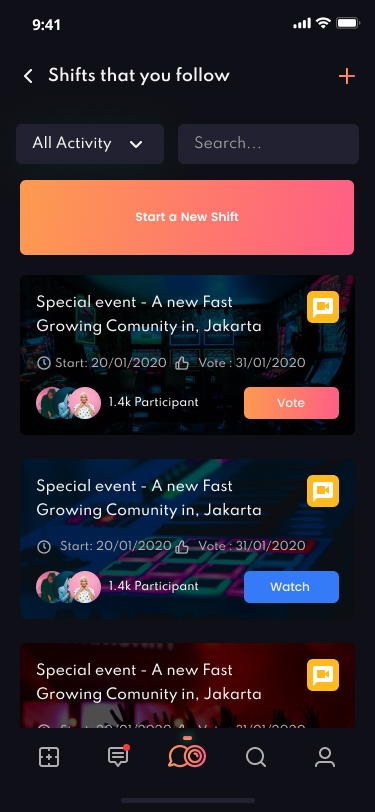 9:41
Shifts that you follow
All Activity
Search...
Start a New Shift
Special event - A new Fast
Growing Comunity in, Jakarta
Start: 20/01/2020 Vote : 31/01/2020
1.4k Participant
Vote
Special event - A new Fast
Growing Comunity in, Jakarta
Start: 20/01/2020 Vote : 31/01/2020
1.4k Participant
Watch
Special event - A new Fast
Growing Comunity in, Jakarta